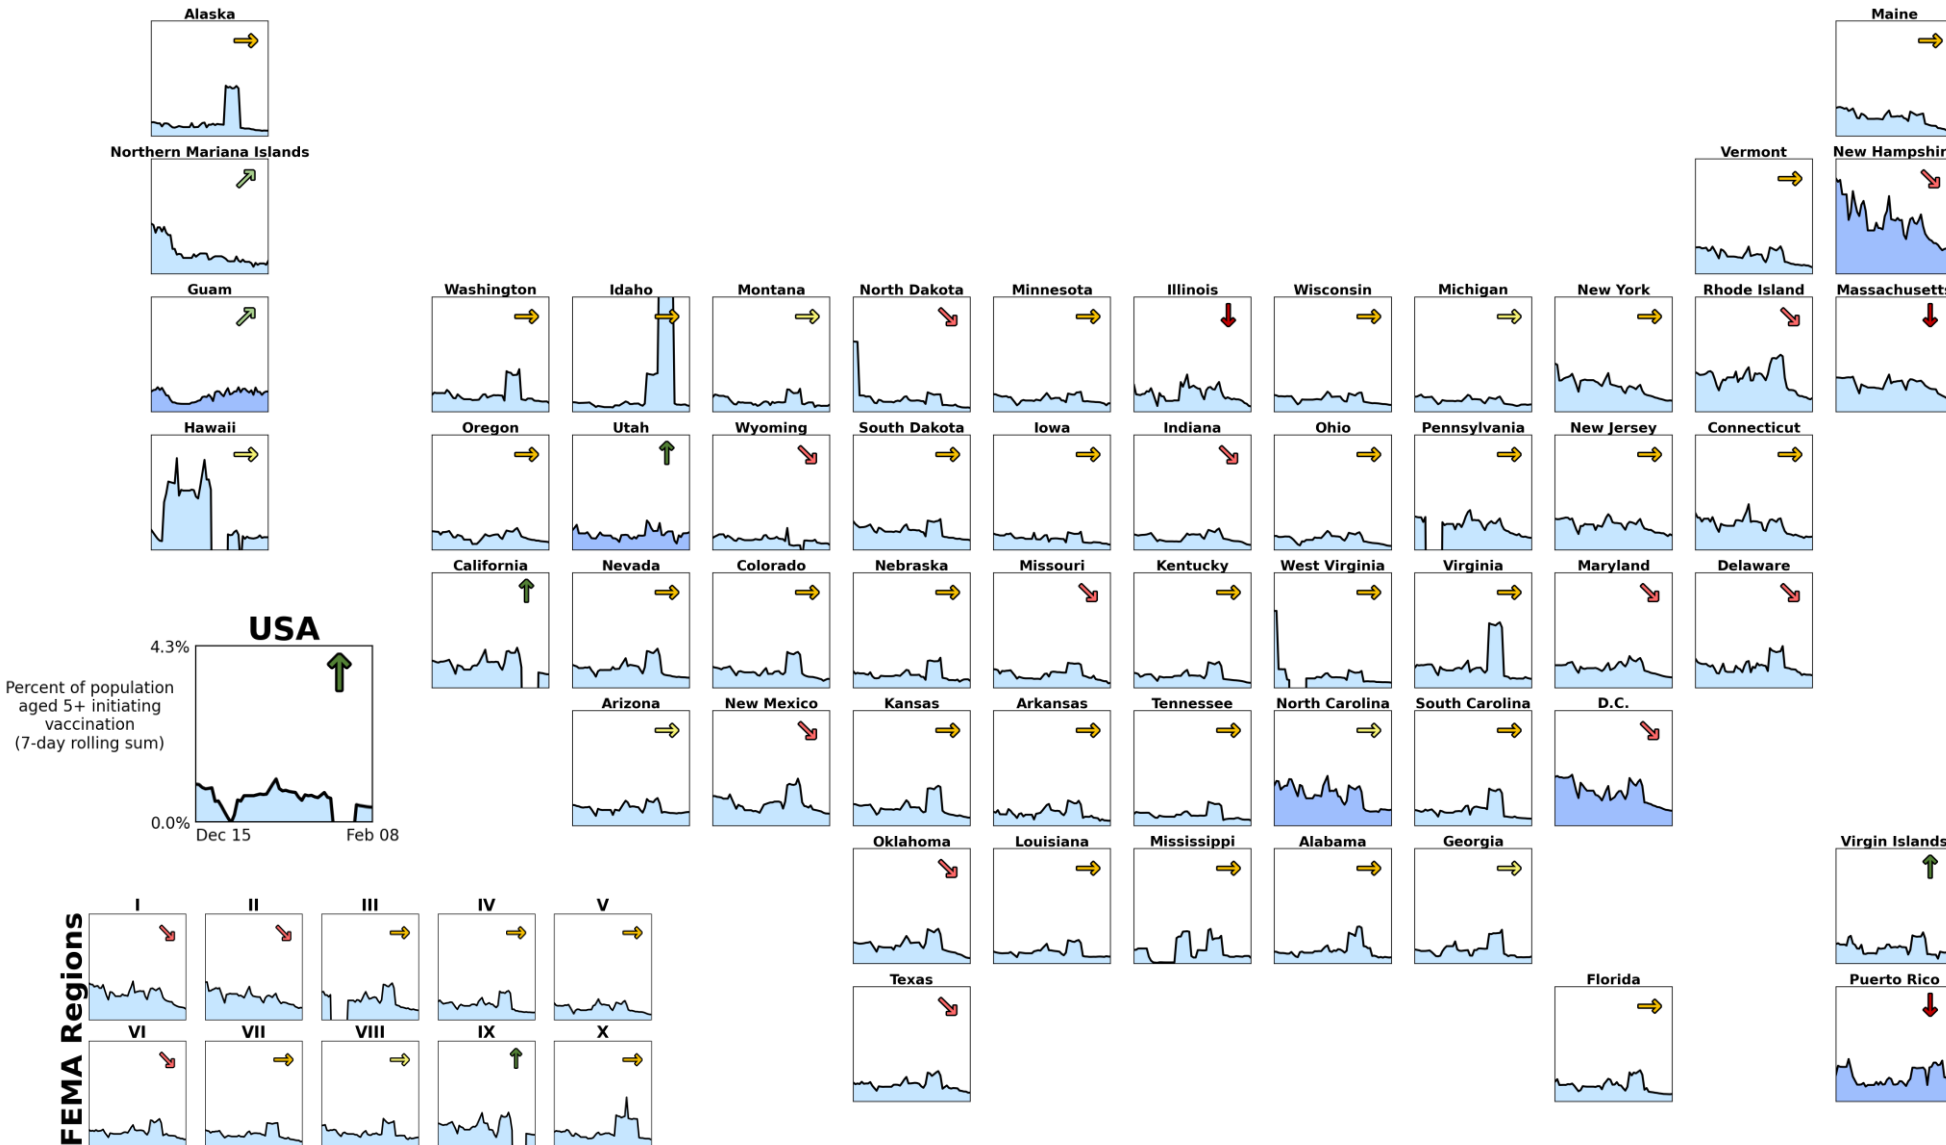 Alaska
Maine
Northern Mariana Islands
Vermont
New Hampshir
Guam
Washington
Idaho
Montana
North Dakota
Minnesota
Illinois
Wisconsin
Michigan
New York
Rhode Island
Massachusetts
Hawaii
Oregon
Utah
Wyoming
South Dakota
Iowa
Indiana
Ohio
Pennsylvania
New Jersey
Connecticut
California
Nevada
Colorado
Nebraska
Missouri
Kentucky
West Virginia
Virginia
Maryland
Delaware
USA
4.3%
Percent of population
aged 5+ initiating
vaccination
(7-day rolling sum)
0.0%
Dec 15
Feb 08
Arizona
New Mexico
Kansas
Arkansas
Tennessee
North Carolina
South Carolina
D.C.
Oklahoma
Louisiana
Mississippi
Alabama
Georgia
Virgin Islands
Texas
Florida
Puerto Rico
FEMA Regions
I
II
III
IV
V
VI
VII
VIII
IX
X